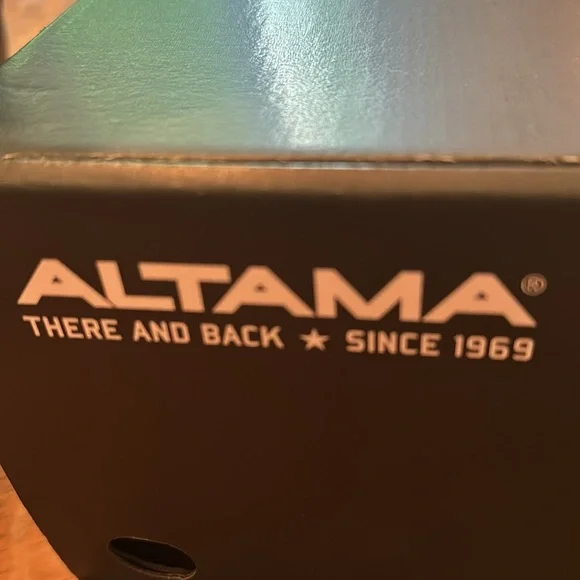 ALTAMA®
THERE AND BACK ★ SINCE 1969